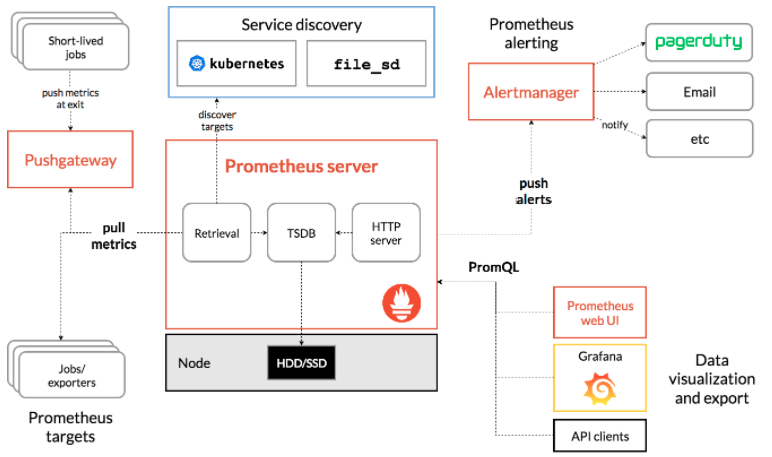 Short-lived
jobs
push metrics
at exit
Pushgateway
Service discovery
kubernetes
file_sd
discover
targets
Prometheus
alerting
Alertmanager
pagerduty
Email
notify
etc
Prometheus server
push
alerts
pull
metrics
Retrieval
TSDB
HTTP
server
PromQL
Node
HDD/SSD
Jobs/
exporters
Prometheus
targets
Prometheus
web UI
Grafana
API clients
Data
visualization
and export